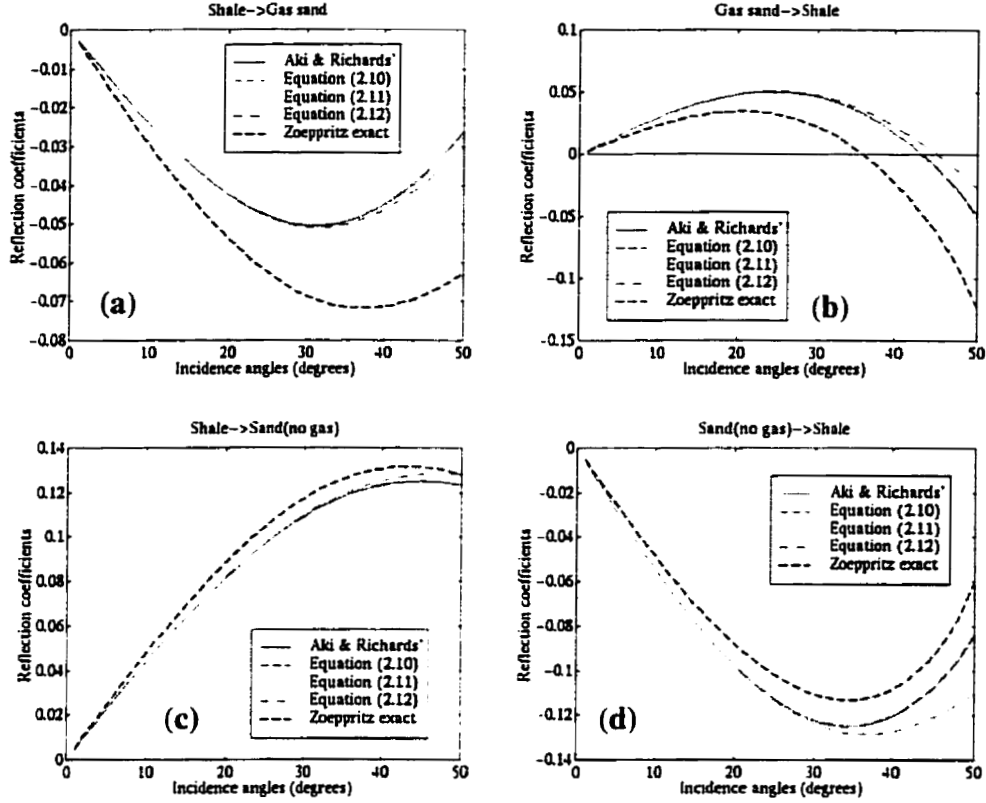 Shale->Gas sand
Reflection coefficients
0
-0.01
-0.02
-0.03
-0.04
-0.05
-0.06
-0.07
-0.08
Aki & Richards'
Equation (2.10)
Equation (2.11)
Equation (2.12)
Zoeppritz exact
(a)
0 10 20 30 40 50
Incidence angles (degrees)
Gas sand->Shale
Reflection coefficients
0.1
0.05
0
-0.05
-0.1
-0.15
Aki & Richards'
Equation (2.10)
Equation (2.11)
Equation (2.12)
Zoeppritz exact
(b)
0 10 20 30 40 50
Incidence angles (degrees)
Shale->Sand(no gas)
Reflection coefficients
0.14
0.12
0.1
0.08
0.06
0.04
0.02
0
Aki & Richards'
Equation (2.10)
Equation (2.11)
Equation (2.12)
Zoeppritz exact
(c)
0 10 20 30 40 50
Incidence angles (degrees)
Sand(no gas)->Shale
Reflection coefficients
0
-0.02
-0.04
-0.06
-0.08
-0.1
-0.12
-0.14
Aki & Richards'
Equation (2.10)
Equation (2.11)
Equation (2.12)
Zoeppritz exact
(d)
0 10 20 30 40 50
Incidence angles (degrees)